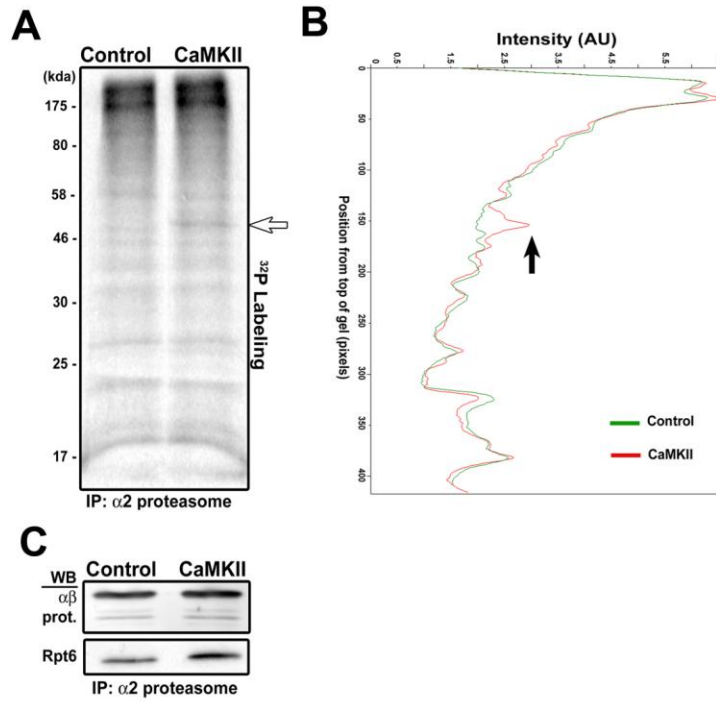 A
Control CaMKII
(kda)
175 -
80 -
58 -
46 -
30 -
25 -
17 -
32P Labeling
IP: α2 proteasome
B
Intensity (AU)
0 0.5 1.5 2.5 3.5 4.5 5.5
0
50
100
150
200
250
300
350
400
Position from top of gel (pixels)
Control
CaMKII
C
Control CaMKII
WB
αβ
prot.
Rpt6
IP: α2 proteasome